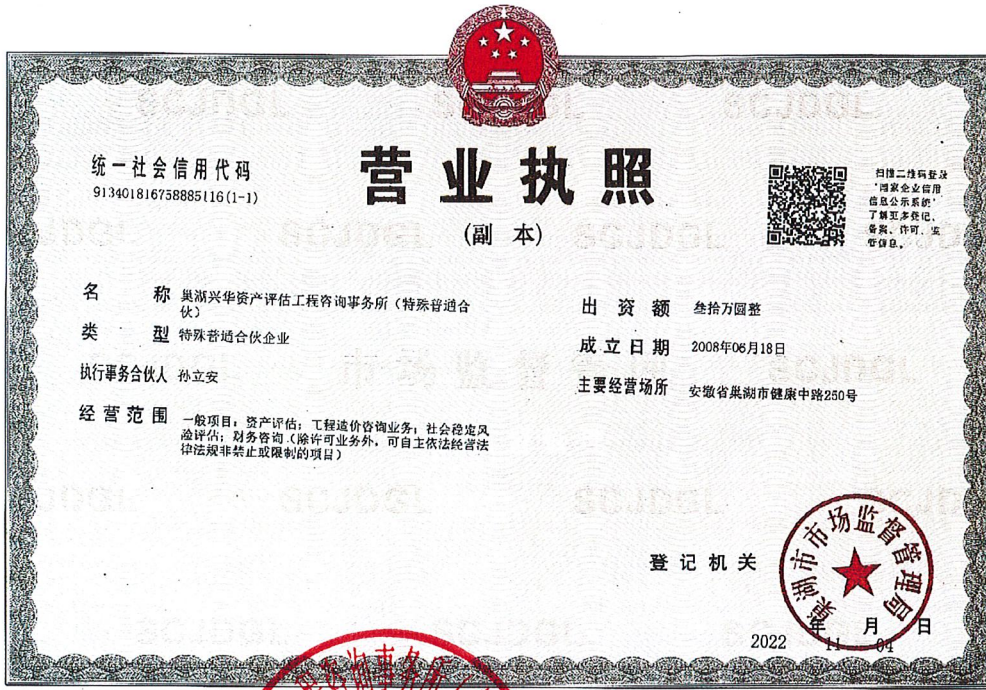 营业执照
(副 本)
统一社会信用代码
913401816758885116(1-1)
扫描二维码登录
‘国家企业信用
信息公示系统’
了解更多登记、
备案、许可、监
管信息。
名 称 巢湖兴华资产评估工程咨询事务所（特殊普通合
伙）
类 型 特殊普通合伙企业
执行事务合伙人 孙立安
经营范围 一般项目：资产评估；工程造价咨询业务；社会稳定风
险评估；财务咨询（除许可业务外，可自主依法经营法
律法规非禁止或限制的项目）
出 资 额 叁拾万圆整
成立日期 2008年06月18日
主要经营场所 安徽省巢湖市健康中路250号
登记机关
巢湖市市场监督管理局
年 月 日
2022 11 04
咨询事务所